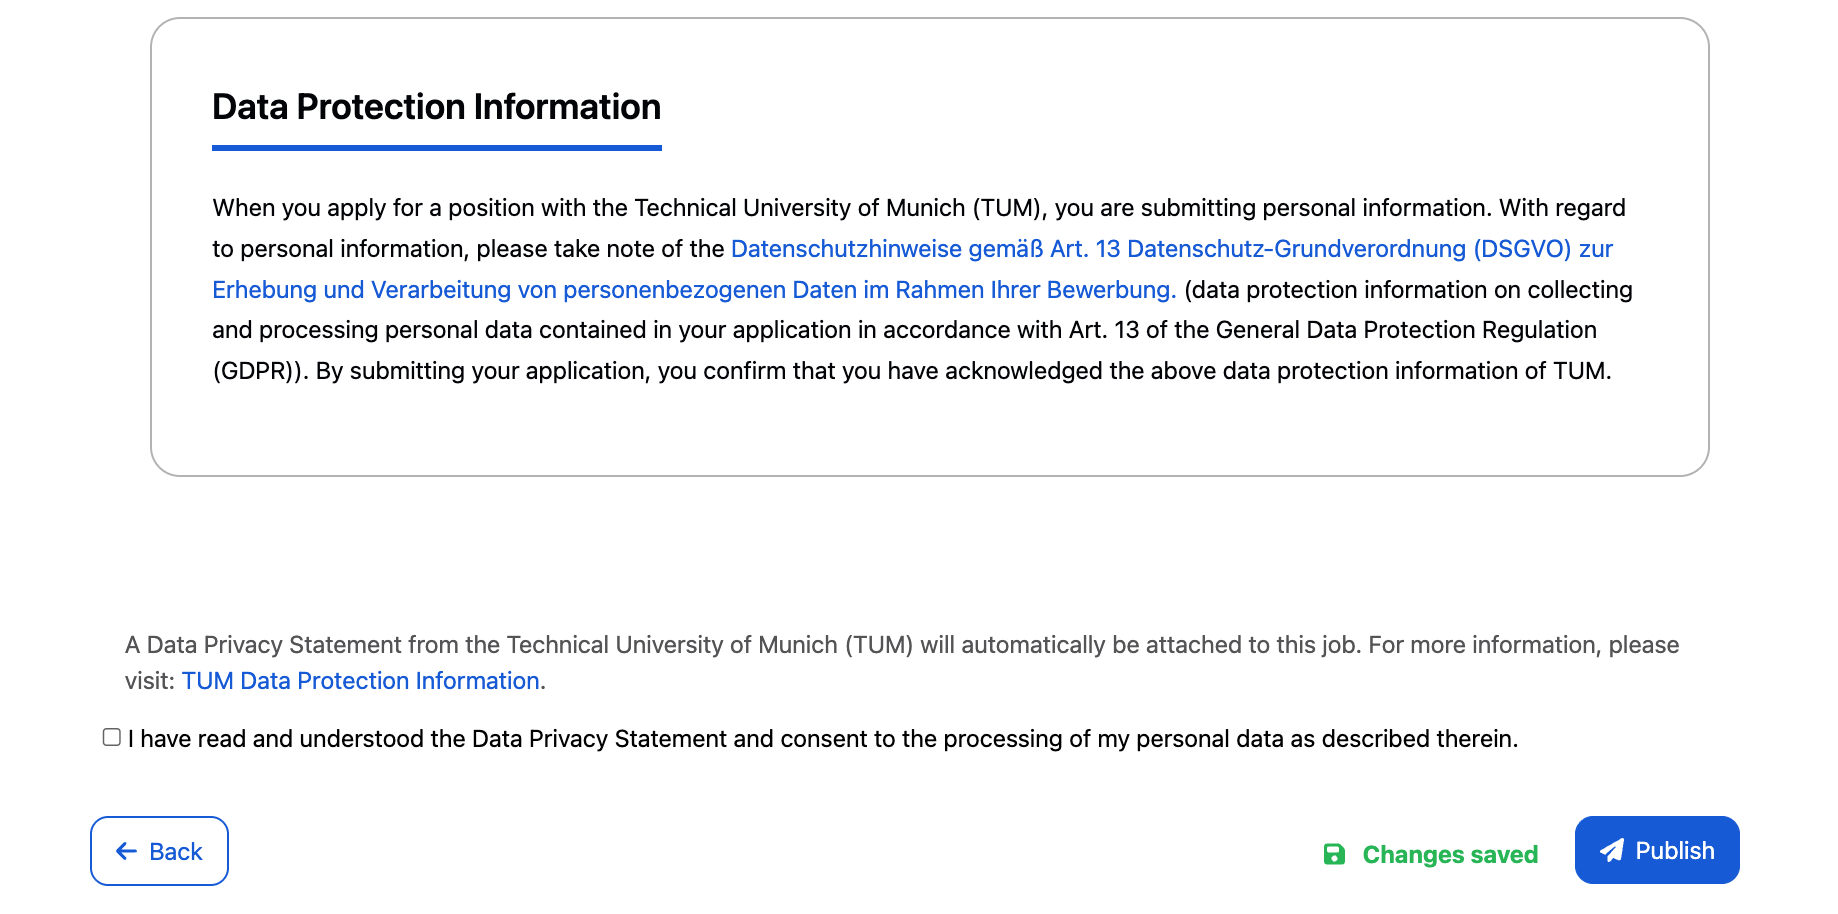 Data Protection Information
When you apply for a position with the Technical University of Munich (TUM), you are submitting personal information. With regard
to personal information, please take note of the Datenschutzhinweise gemäß Art. 13 Datenschutz-Grundverordnung (DSGVO) zur
Erhebung und Verarbeitung von personenbezogenen Daten im Rahmen Ihrer Bewerbung. (data protection information on collecting
and processing personal data contained in your application in accordance with Art. 13 of the General Data Protection Regulation
(GDPR)). By submitting your application, you confirm that you have acknowledged the above data protection information of TUM.
A Data Privacy Statement from the Technical University of Munich (TUM) will automatically be attached to this job. For more information, please
visit: TUM Data Protection Information.
I have read and understood the Data Privacy Statement and consent to the processing of my personal data as described therein.
Back
Changes saved
Publish